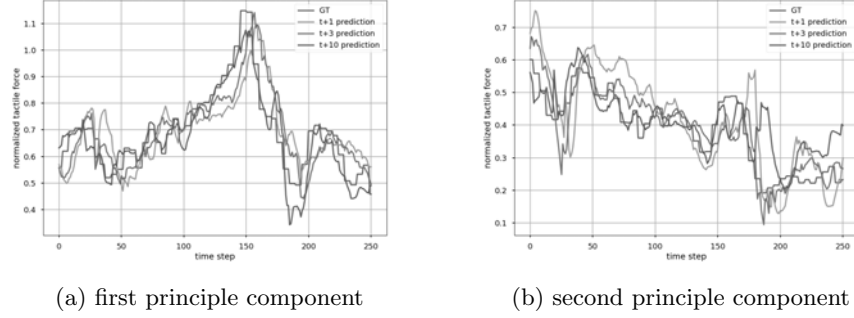 GT
t+1 prediction
t+3 prediction
t+10 prediction
normalized tactile force
1.1
1.0
0.9
0.8
0.7
0.6
0.5
0.4
0 50 100 150 200 250
time step
(a) first principle component
GT
t+1 prediction
t+3 prediction
t+10 prediction
normalized tactile force
0.7
0.6
0.5
0.4
0.3
0.2
0.1
0 50 100 150 200 250
time step
(b) second principle component